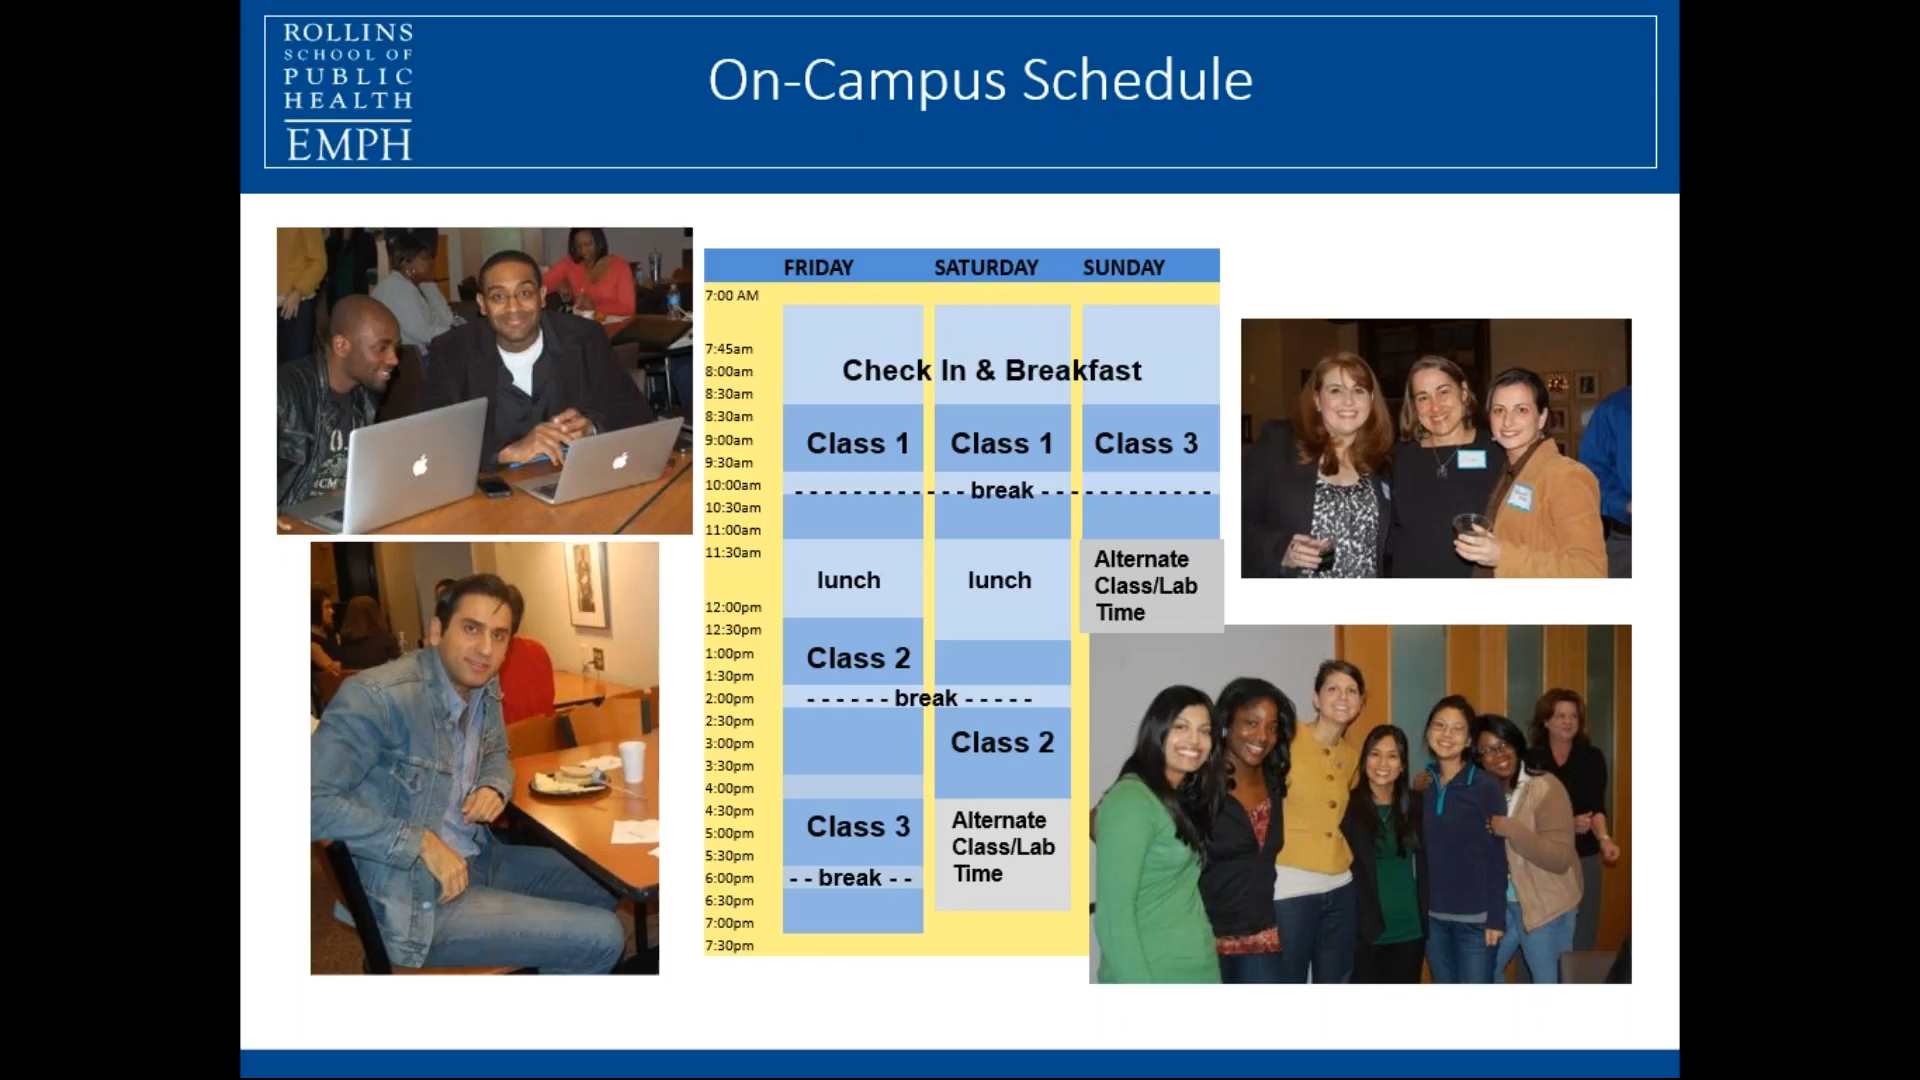 ROLLINS
SCHOOL OF
PUBLIC
HEALTH
EMPH
On-Campus Schedule
FRIDAY SATURDAY SUNDAY
7:00 AM
7:45am
8:00am Check In & Breakfast
8:30am
8:30am
9:00am Class 1 Class 1 Class 3
9:30am
10:00am - - - - - - - - - - - - break - - - - - - - - - - - -
10:30am
11:00am
11:30am
lunch lunch
Alternate
Class/Lab
Time
12:00pm
12:30pm
1:00pm Class 2
1:30pm
2:00pm - - - - - - break - - - - -
2:30pm
3:00pm Class 2
3:30pm
4:00pm
4:30pm
5:00pm Class 3
Alternate
Class/Lab
Time
5:30pm
6:00pm - - break - -
6:30pm
7:00pm
7:30pm